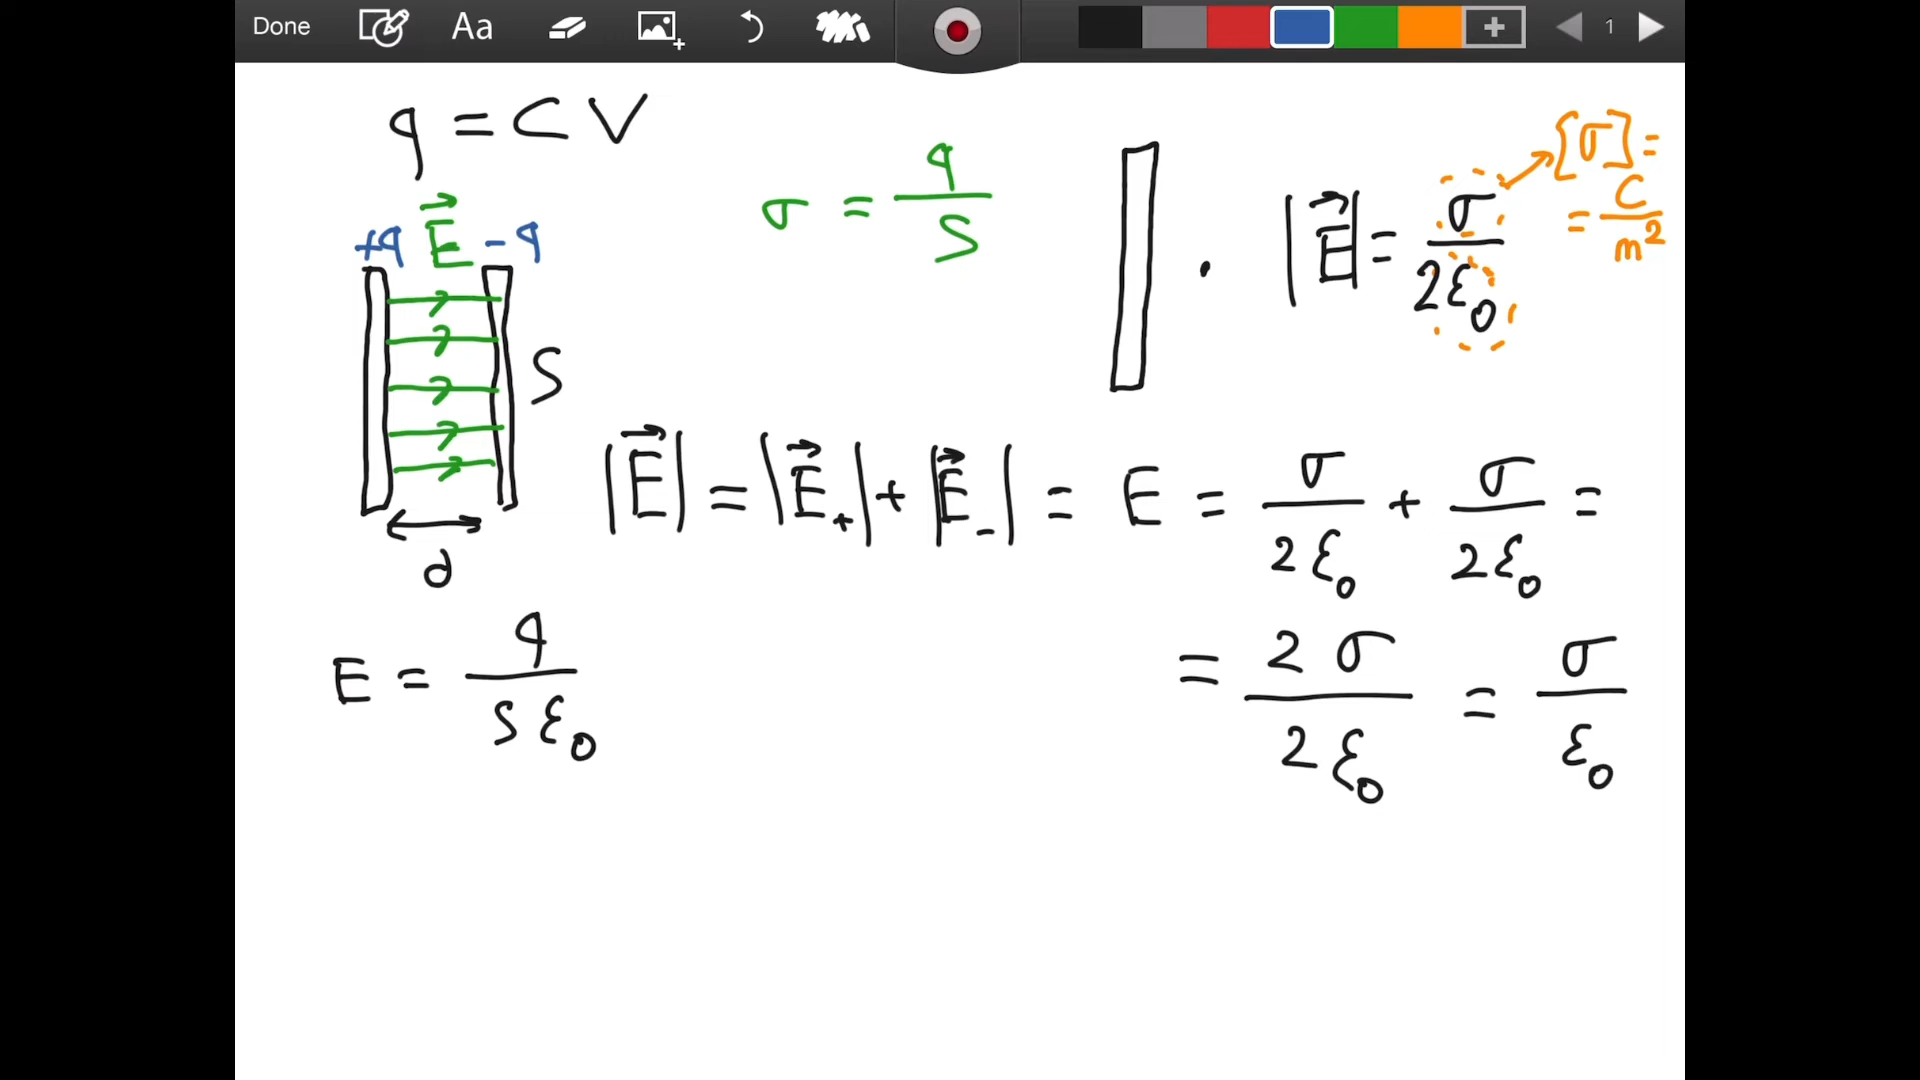 Done Aa 1
q = C V
σ = q / S
|E⃗| = σ / 2ε₀
[σ] = = C / m²
+q E⃗ -q
S
d
|E⃗| = |E⃗₊| + |E⃗₋| = E = σ / 2ε₀ + σ / 2ε₀ =
= 2σ / 2ε₀ = σ / ε₀
E = q / Sε₀